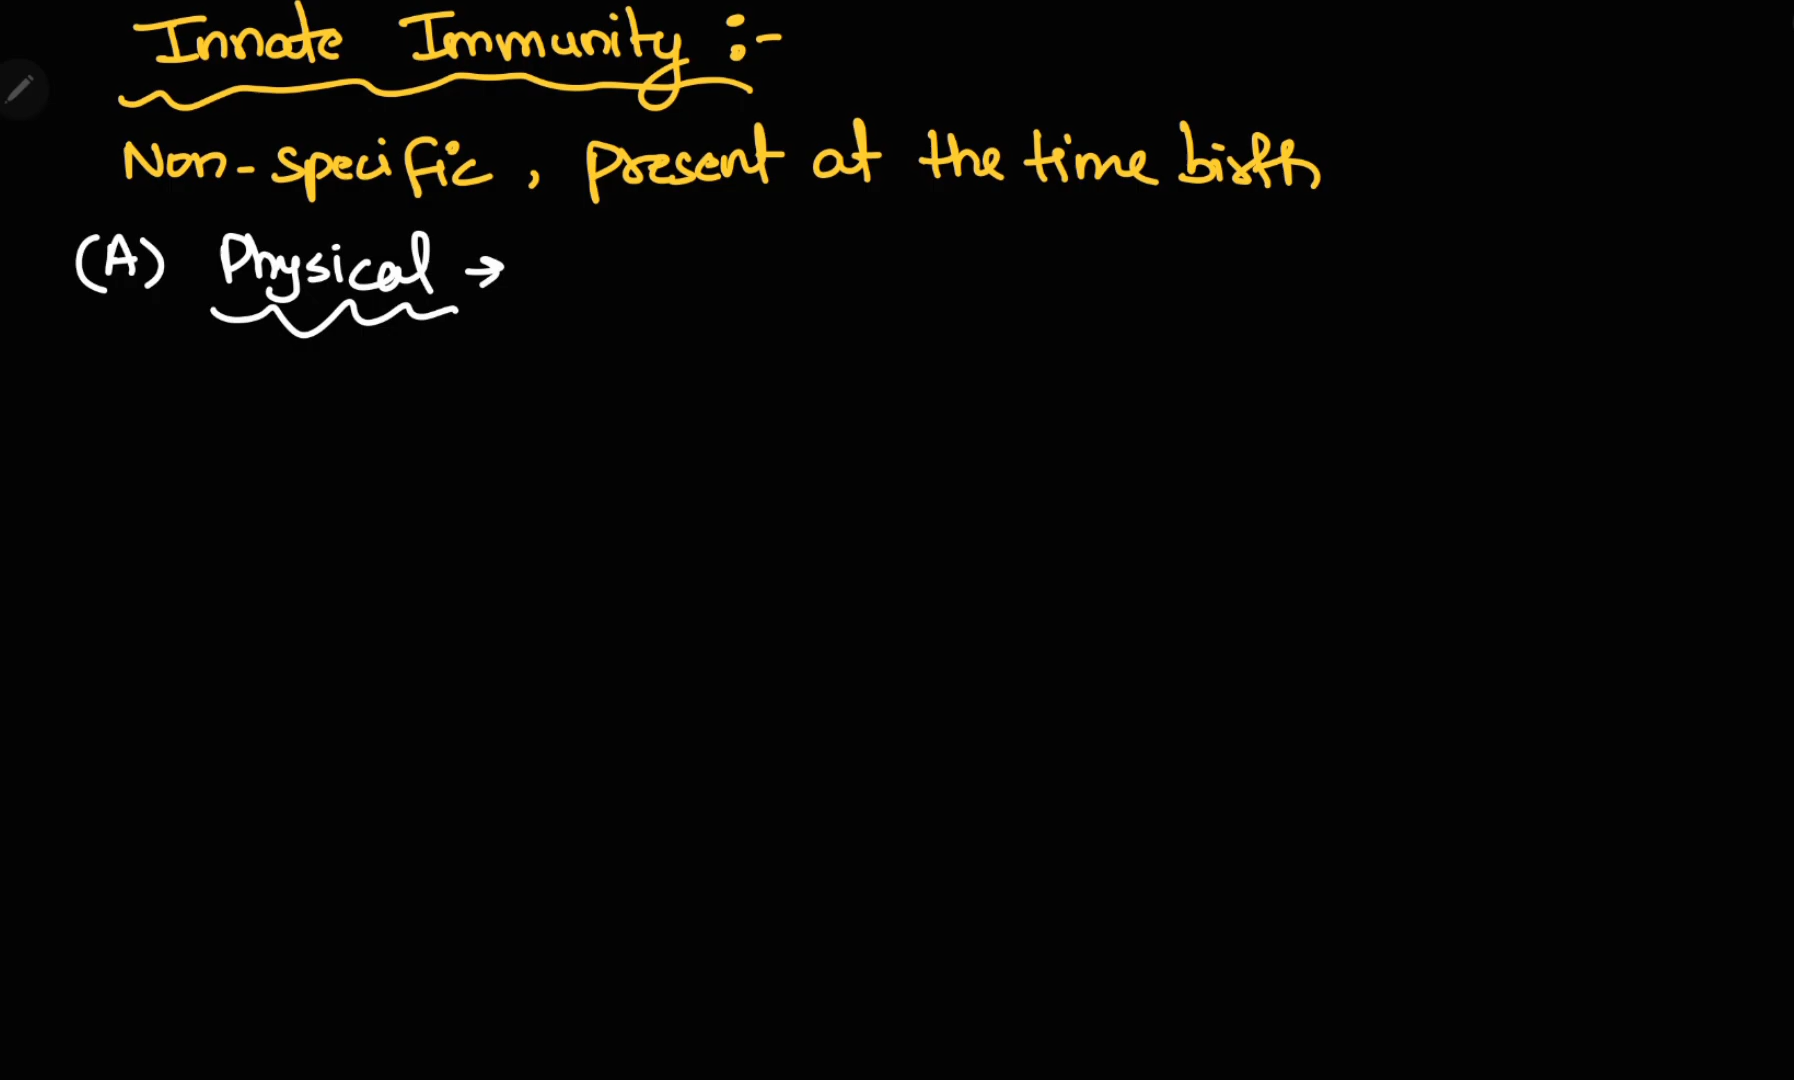 Innate Immunity :-
Non-specific, present at the time birth
(A) Physical →